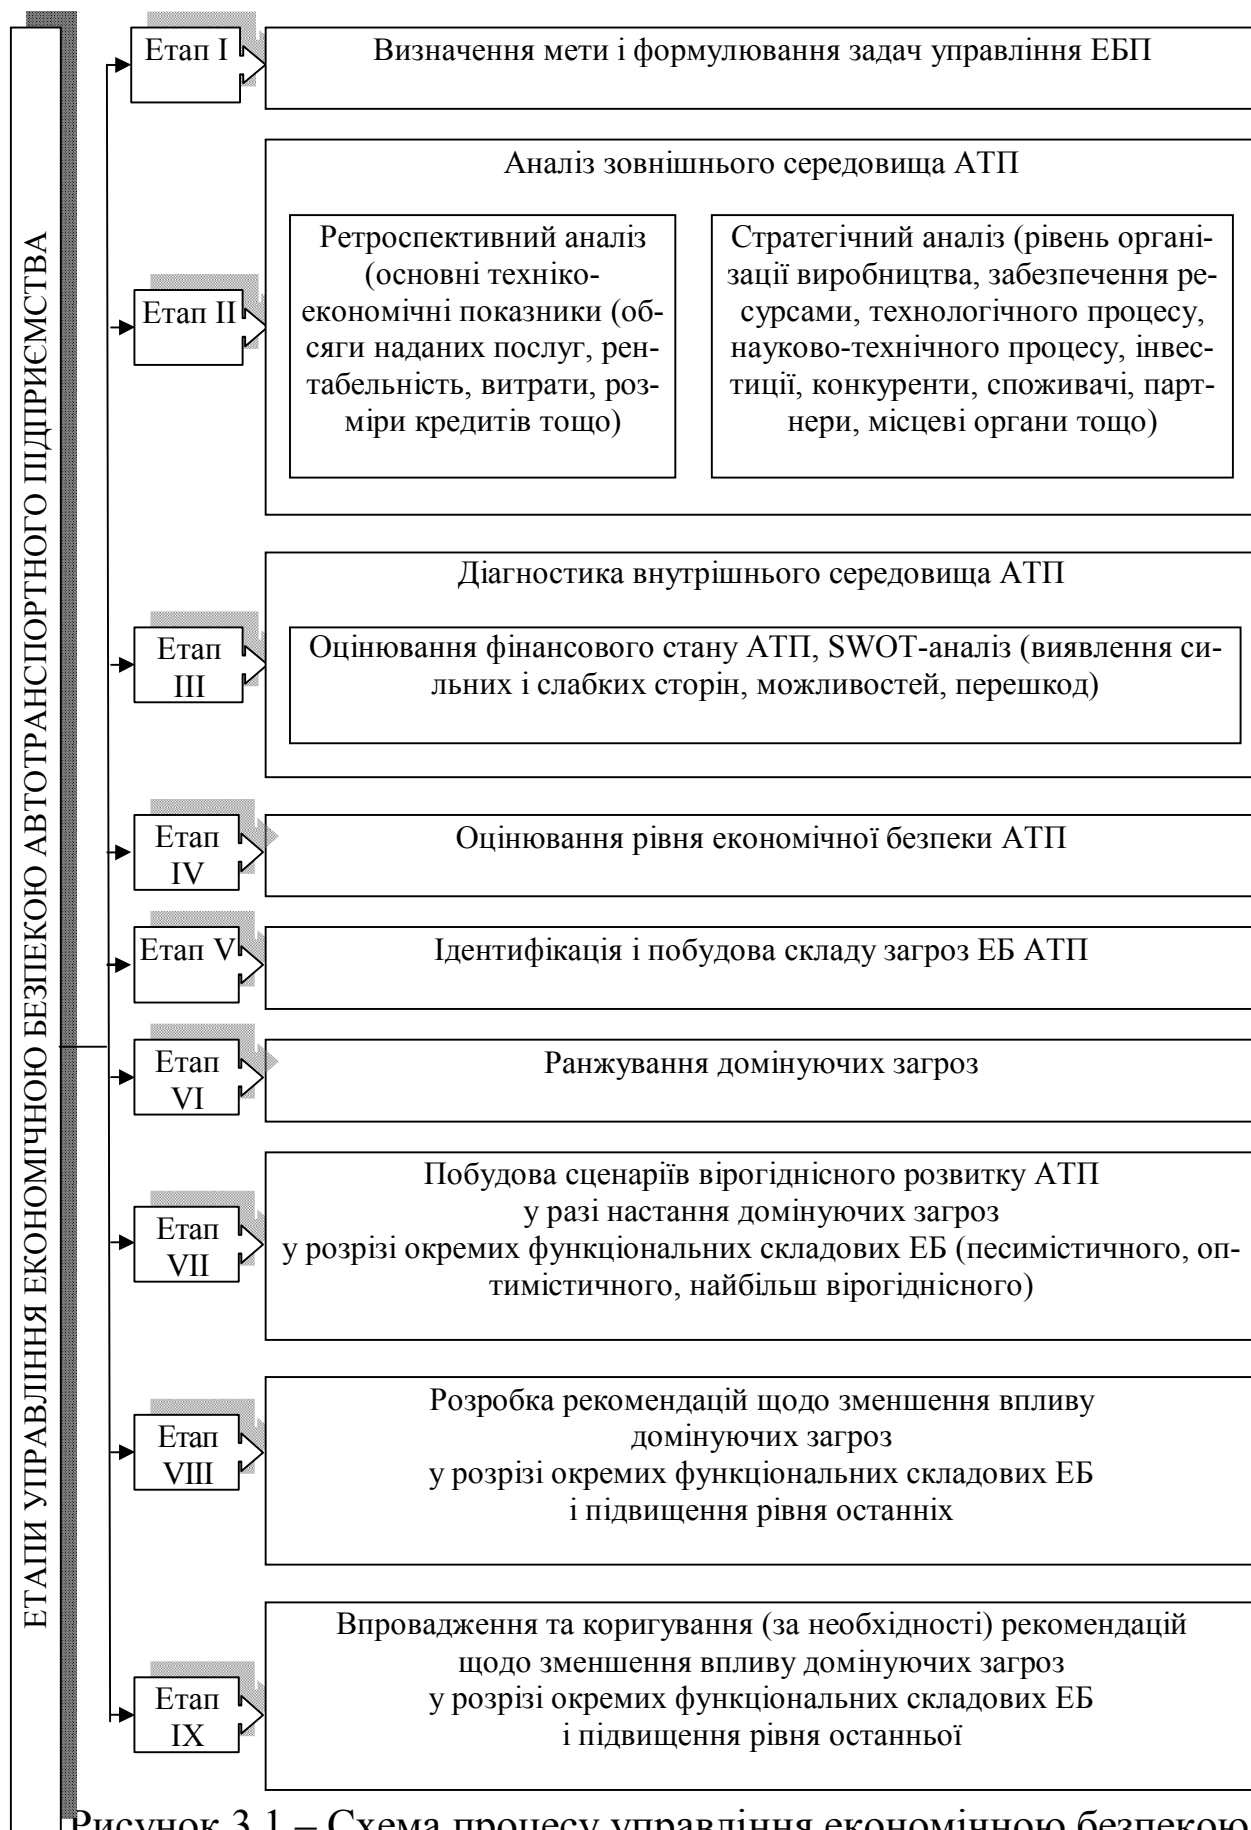 ЕТАПИ УПРАВЛІННЯ ЕКОНОМІЧНОЮ БЕЗПЕКОЮ АВТОТРАНСПОРТНОГО ПІДПРИЄМСТВА
Етап I
Визначення мети і формулювання задач управління ЕБП
Етап II
Аналіз зовнішнього середовища АТП
Ретроспективний аналіз
(основні техніко-
економічні показники (об-
сяги наданих послуг, рен-
табельність, витрати, роз-
міри кредитів тощо)
Стратегічний аналіз (рівень органі-
зації виробництва, забезпечення ре-
сурсами, технологічного процесу,
науково-технічного процесу, інвес-
тиції, конкуренти, споживачі, парт-
нери, місцеві органи тощо)
Етап
III
Діагностика внутрішнього середовища АТП
Оцінювання фінансового стану АТП, SWOT-аналіз (виявлення си-
льних і слабких сторін, можливостей, перешкод)
Етап
IV
Оцінювання рівня економічної безпеки АТП
Етап V
Ідентифікація і побудова складу загроз ЕБ АТП
Етап
VI
Ранжування домінуючих загроз
Етап
VII
Побудова сценаріїв вірогіднісного розвитку АТП
у разі настання домінуючих загроз
у розрізі окремих функціональних складових ЕБ (песимістичного, оп-
тимістичного, найбільш вірогіднісного)
Етап
VIII
Розробка рекомендацій щодо зменшення впливу
домінуючих загроз
у розрізі окремих функціональних складових ЕБ
і підвищення рівня останніх
Етап
IX
Впровадження та коригування (за необхідності) рекомендацій
щодо зменшення впливу домінуючих загроз
у розрізі окремих функціональних складових ЕБ
і підвищення рівня останньої
Рисунок 3.1 – Схема процесу управління економічною безпекою